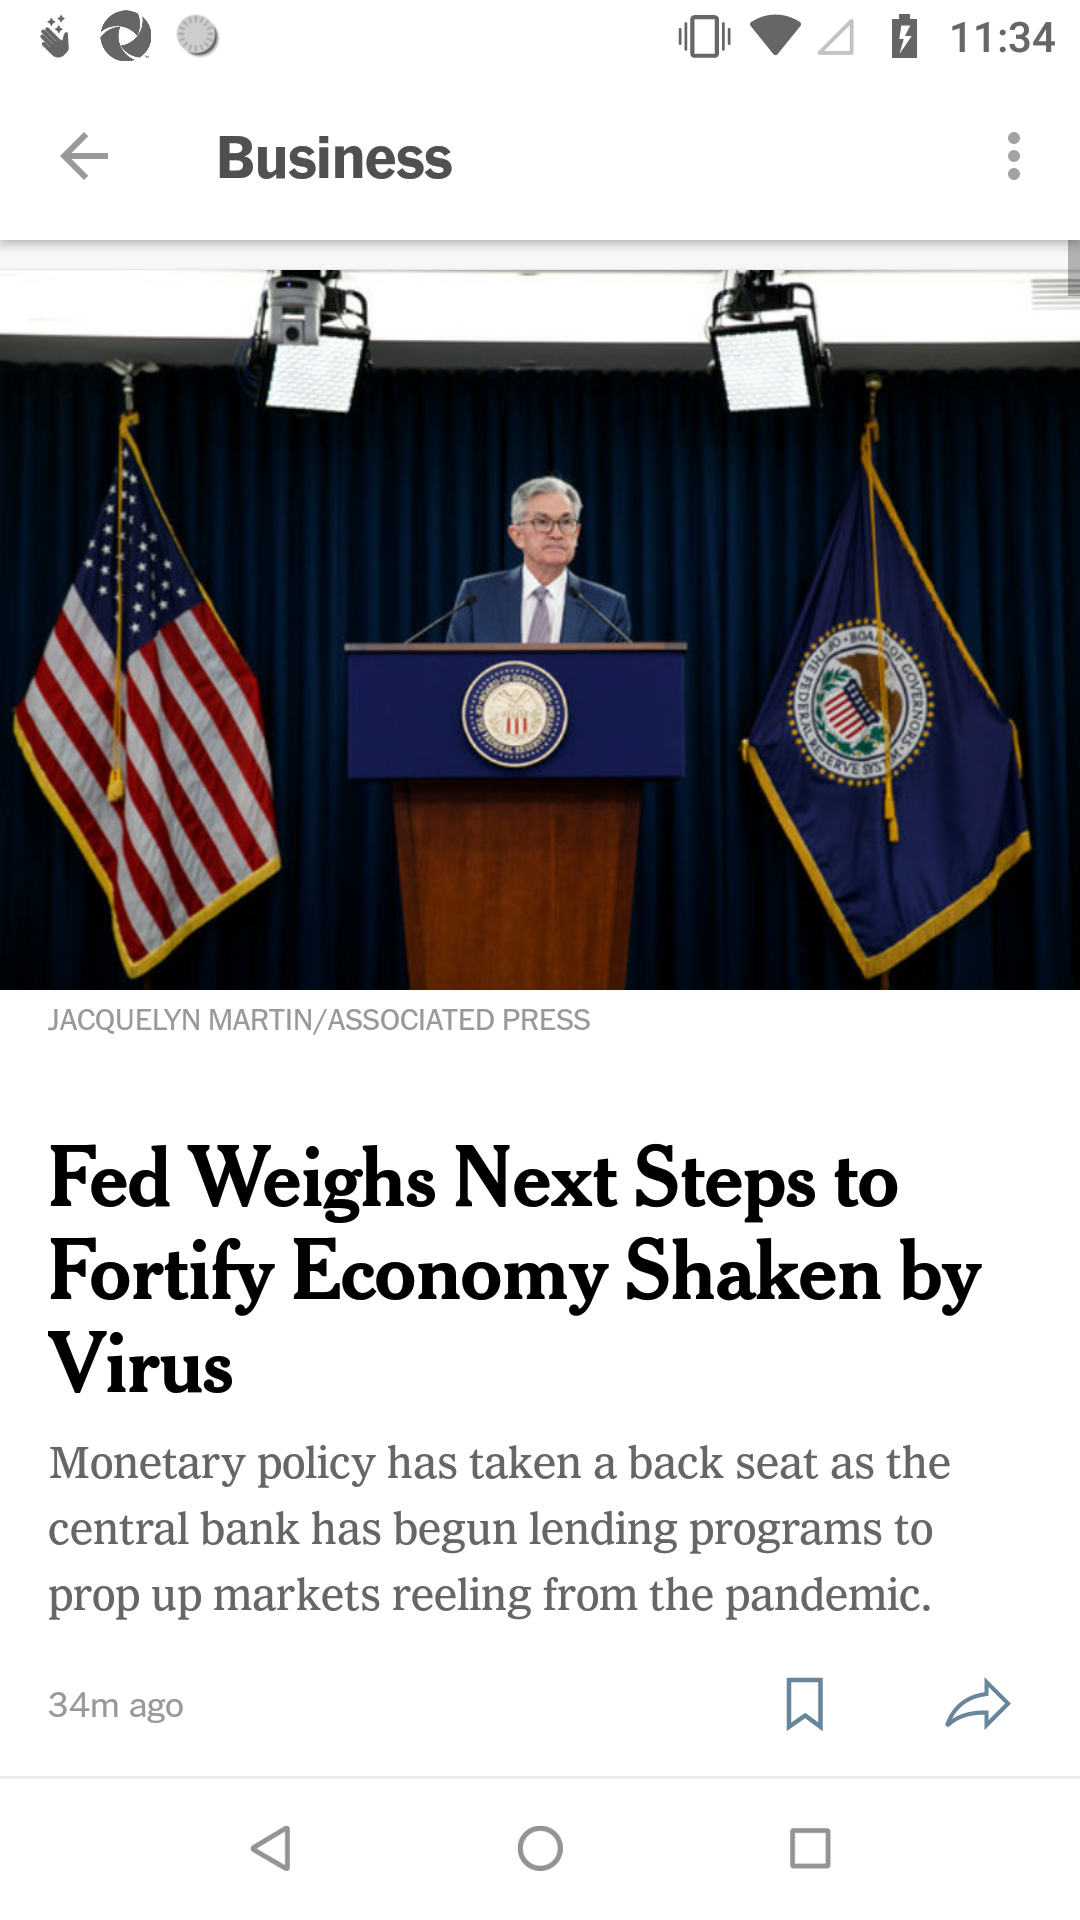 11:34
Business
BOARD OF GOVERNORS
THE FEDERAL RESERVE SYSTEM
JACQUELYN MARTIN/ASSOCIATED PRESS
Fed Weighs Next Steps to
Fortify Economy Shaken by
Virus
Monetary policy has taken a back seat as the
central bank has begun lending programs to
prop up markets reeling from the pandemic.
34m ago